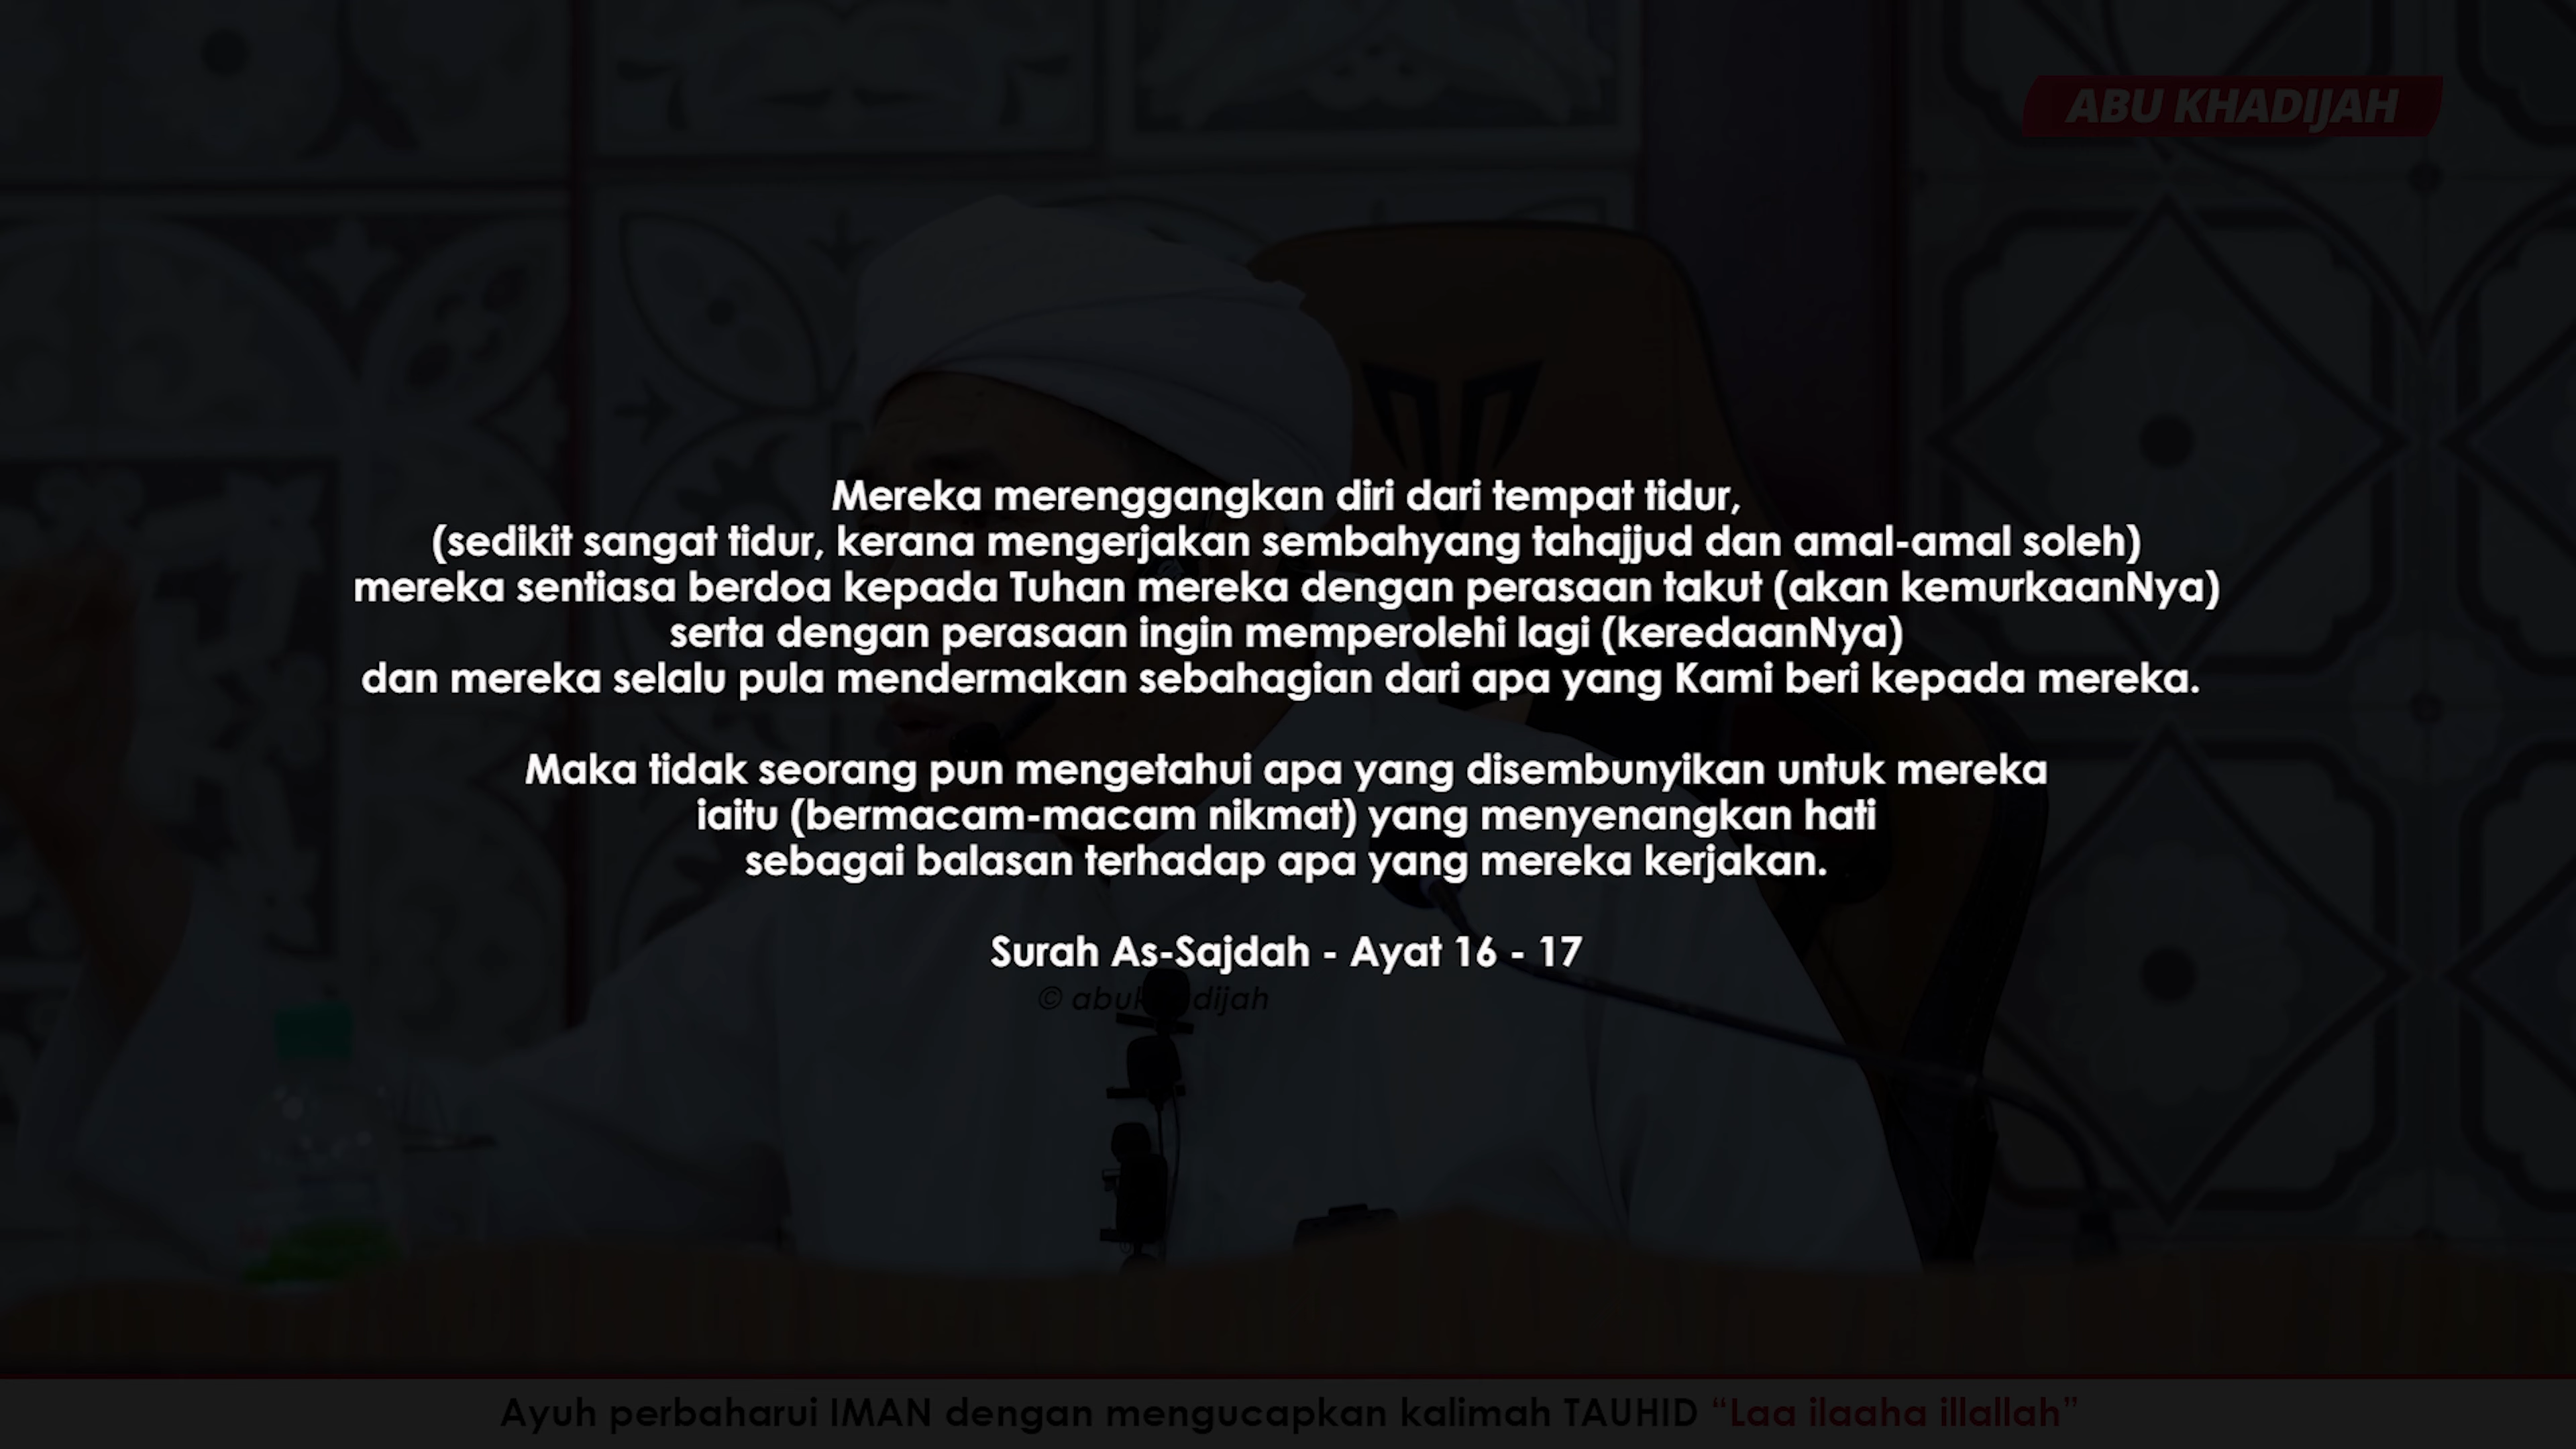 ABU KHADIJAH
Mereka merenggangkan diri dari tempat tidur,
(sedikit sangat tidur, kerana mengerjakan sembahyang tahajjud dan amal-amal soleh)
mereka sentiasa berdoa kepada Tuhan mereka dengan perasaan takut (akan kemurkaanNya)
serta dengan perasaan ingin memperolehi lagi (keredaanNya)
dan mereka selalu pula mendermakan sebahagian dari apa yang Kami beri kepada mereka.
Maka tidak seorang pun mengetahui apa yang disembunyikan untuk mereka
iaitu (bermacam-macam nikmat) yang menyenangkan hati
sebagai balasan terhadap apa yang mereka kerjakan.
Surah As-Sajdah - Ayat 16 - 17
©
Ayuh perbaharui IMAN dengan mengucapkan kalimah TAUHID “Laa ilaaha illallah”